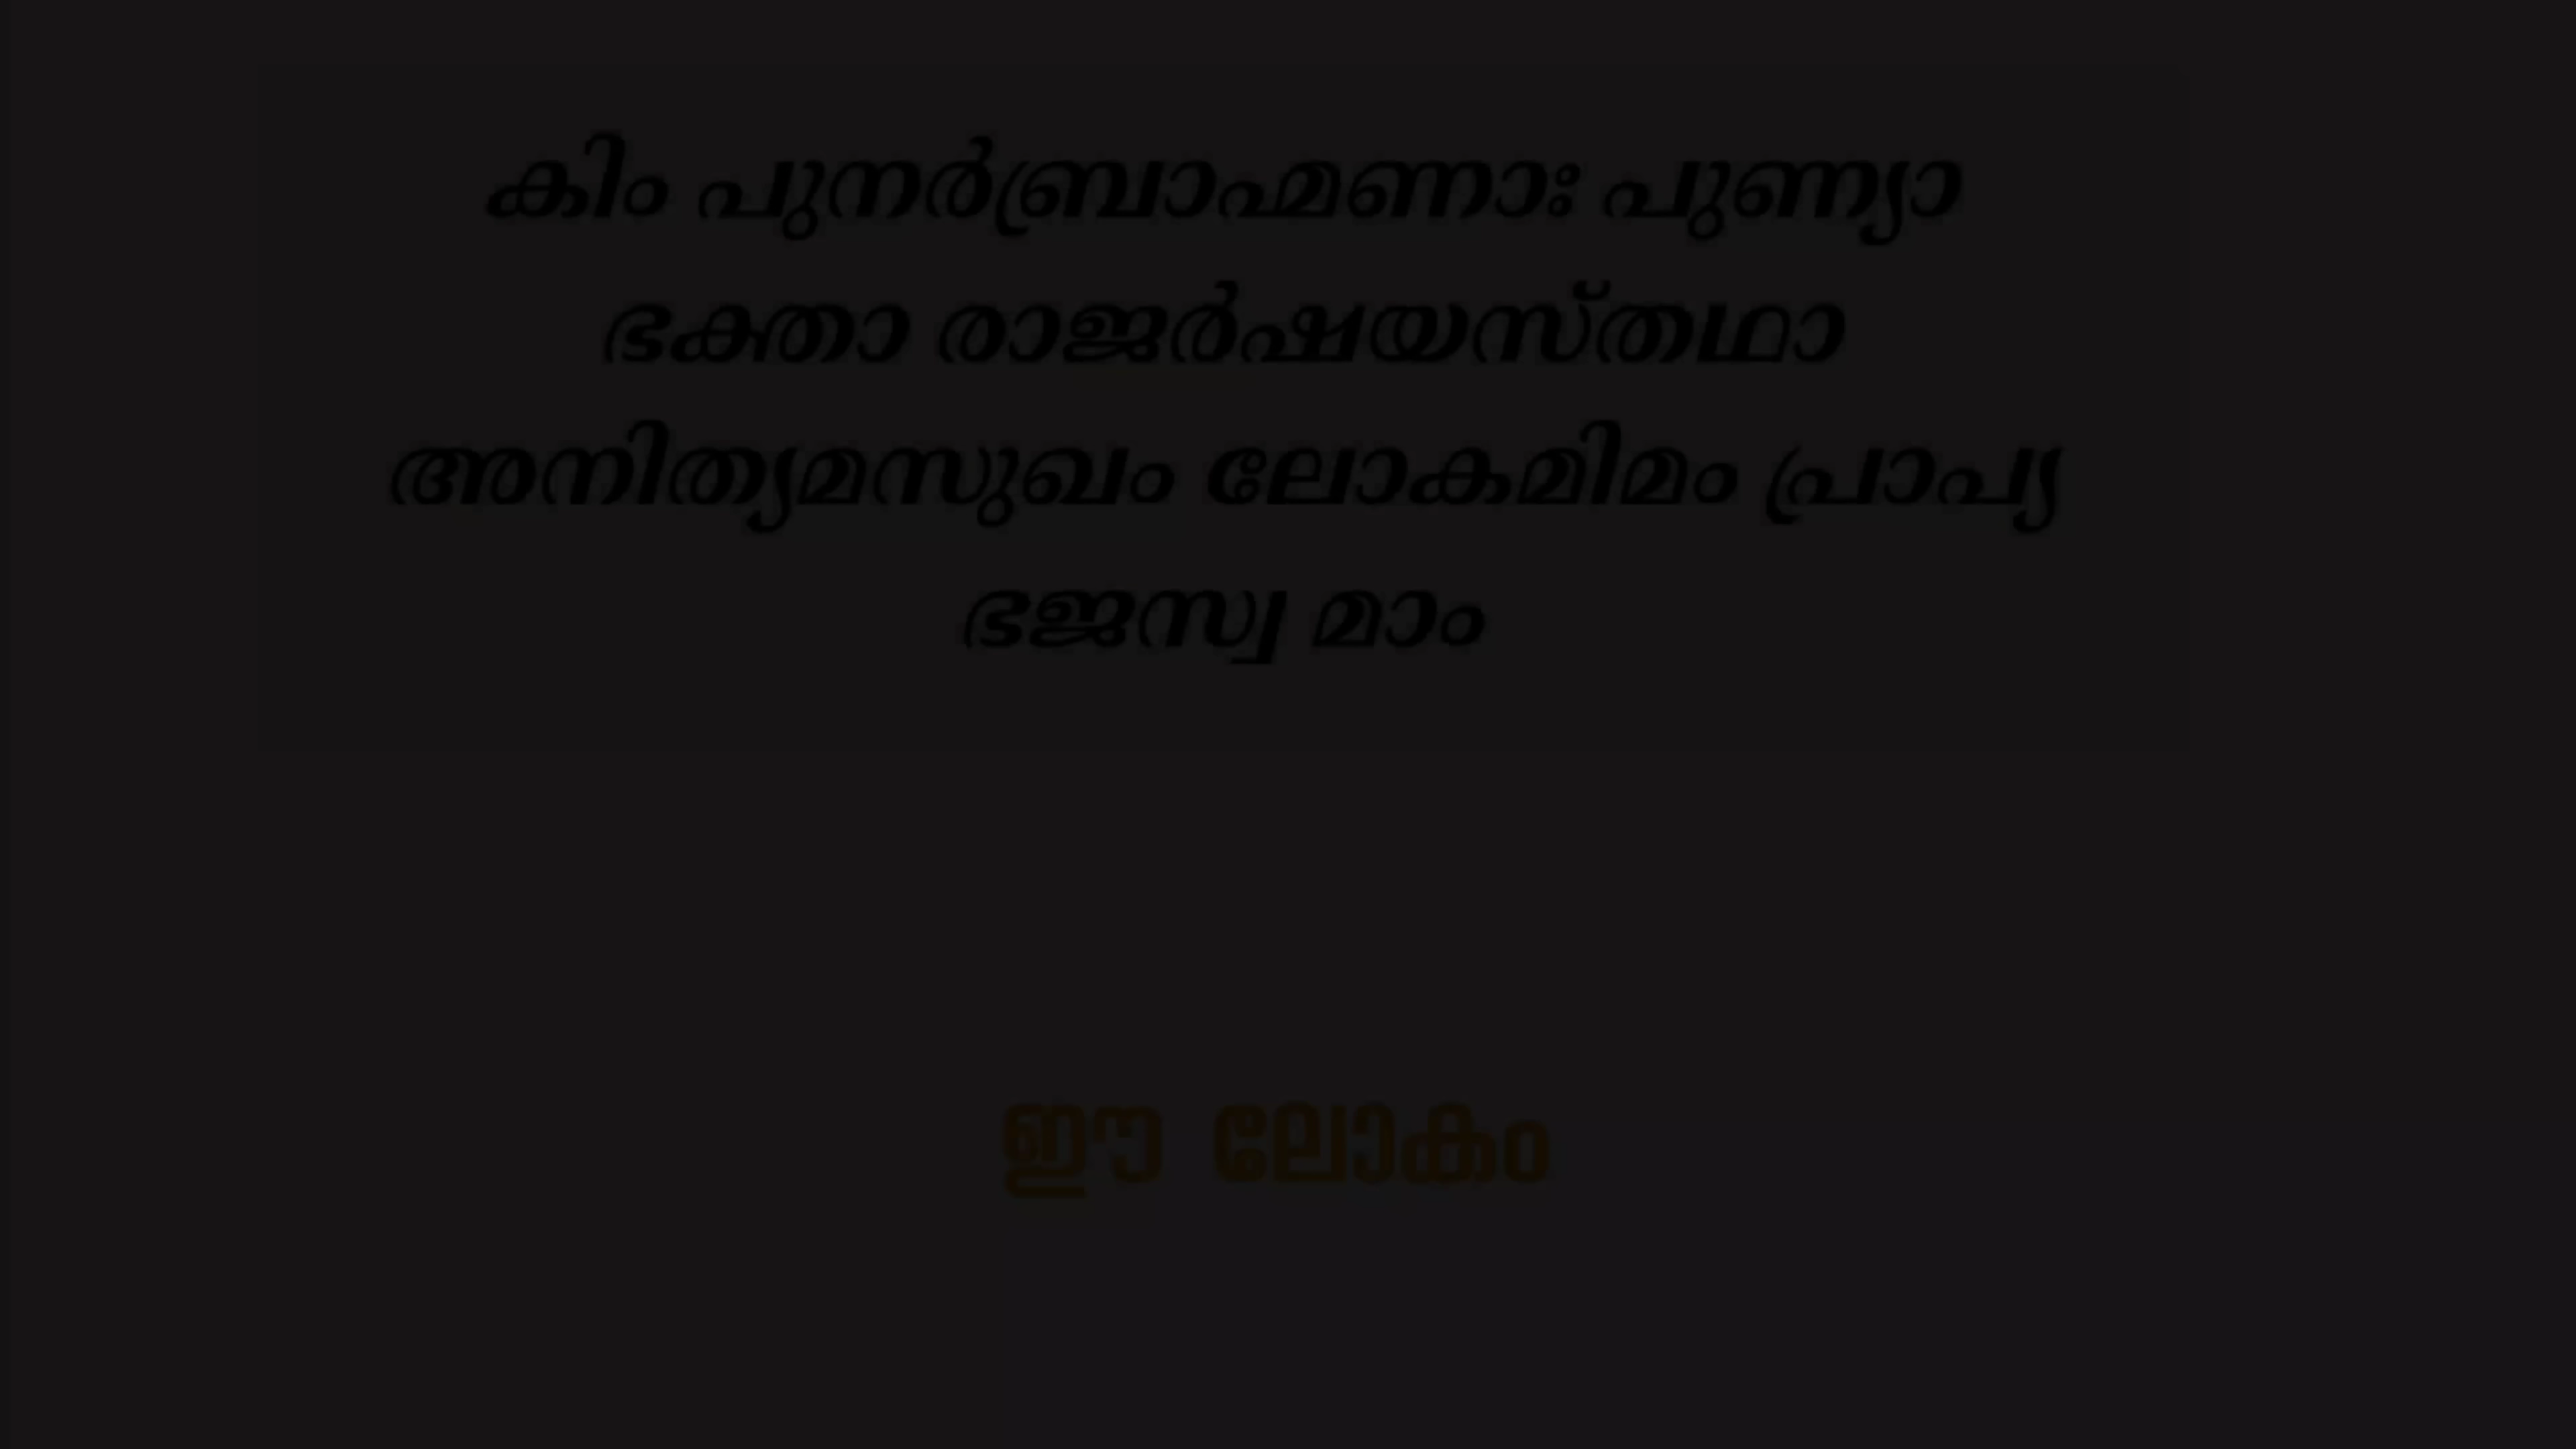 കിം പുനർബ്രാഹ്മണാഃ പുണ്യാ
ഭക്താ രാജർഷയസ്തഥാ
അനിത്യമസുഖം ലോകമിമം പ്രാപ്യ
ഭജസ്വ മാം
ഈ ലോകം